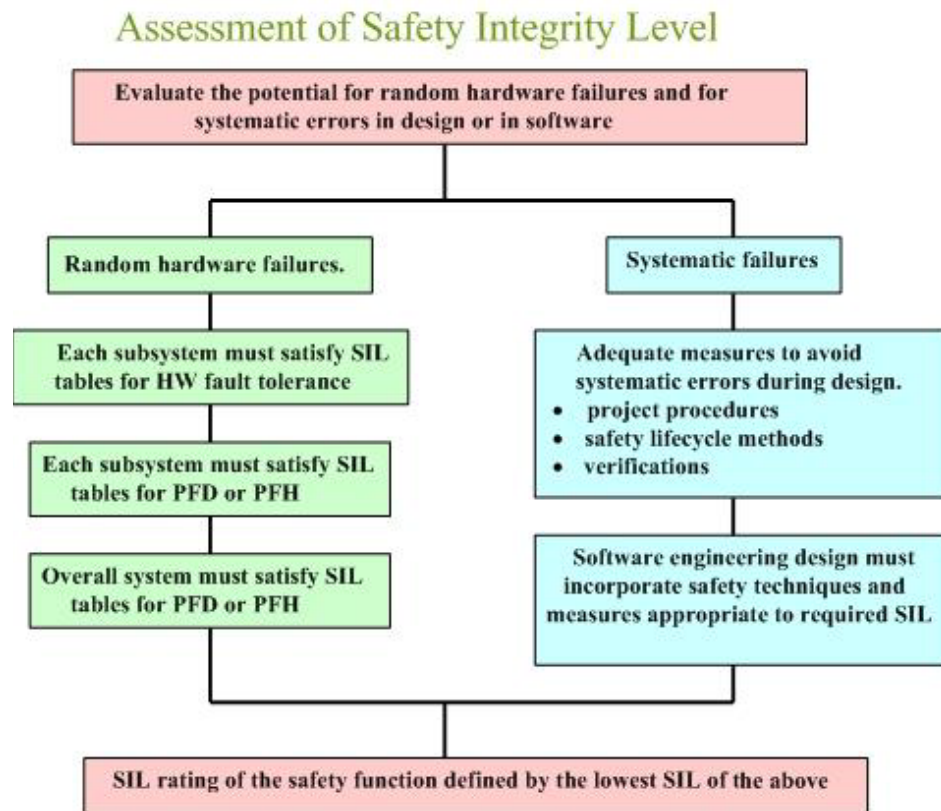 Assessment of Safety Integrity Level
Evaluate the potential for random hardware failures and for
systematic errors in design or in software
Random hardware failures.
Each subsystem must satisfy SIL
tables for HW fault tolerance
Each subsystem must satisfy SIL
tables for PFD or PFH
Overall system must satisfy SIL
tables for PFD or PFH
Systematic failures
Adequate measures to avoid
systematic errors during design.
• project procedures
• safety lifecycle methods
• verifications
Software engineering design must
incorporate safety techniques and
measures appropriate to required SIL
SIL rating of the safety function defined by the lowest SIL of the above